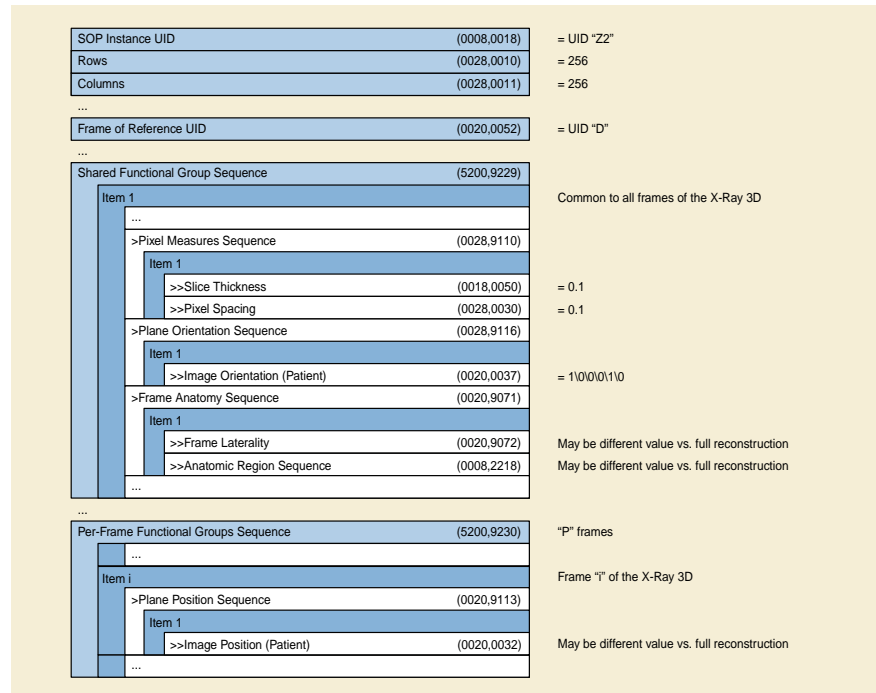 SOP Instance UID (0008,0018) = UID “Z2”
Rows (0028,0010) = 256
Columns (0028,0011) = 256
...
Frame of Reference UID (0020,0052) = UID “D”
...
Shared Functional Group Sequence (5200,9229)
Item 1 Common to all frames of the X-Ray 3D
...
>Pixel Measures Sequence (0028,9110)
Item 1
>>Slice Thickness (0018,0050) = 0.1
>>Pixel Spacing (0028,0030) = 0.1
>Plane Orientation Sequence (0028,9116)
Item 1
>>Image Orientation (Patient) (0020,0037) = 1\0\0\0\1\0
>Frame Anatomy Sequence (0020,9071)
Item 1
>>Frame Laterality (0020,9072) May be different value vs. full reconstruction
>>Anatomic Region Sequence (0008,2218) May be different value vs. full reconstruction
...
...
Per-Frame Functional Groups Sequence (5200,9230) “P” frames
...
Item i Frame “i” of the X-Ray 3D
>Plane Position Sequence (0020,9113)
Item 1
>>Image Position (Patient) (0020,0032) May be different value vs. full reconstruction
...